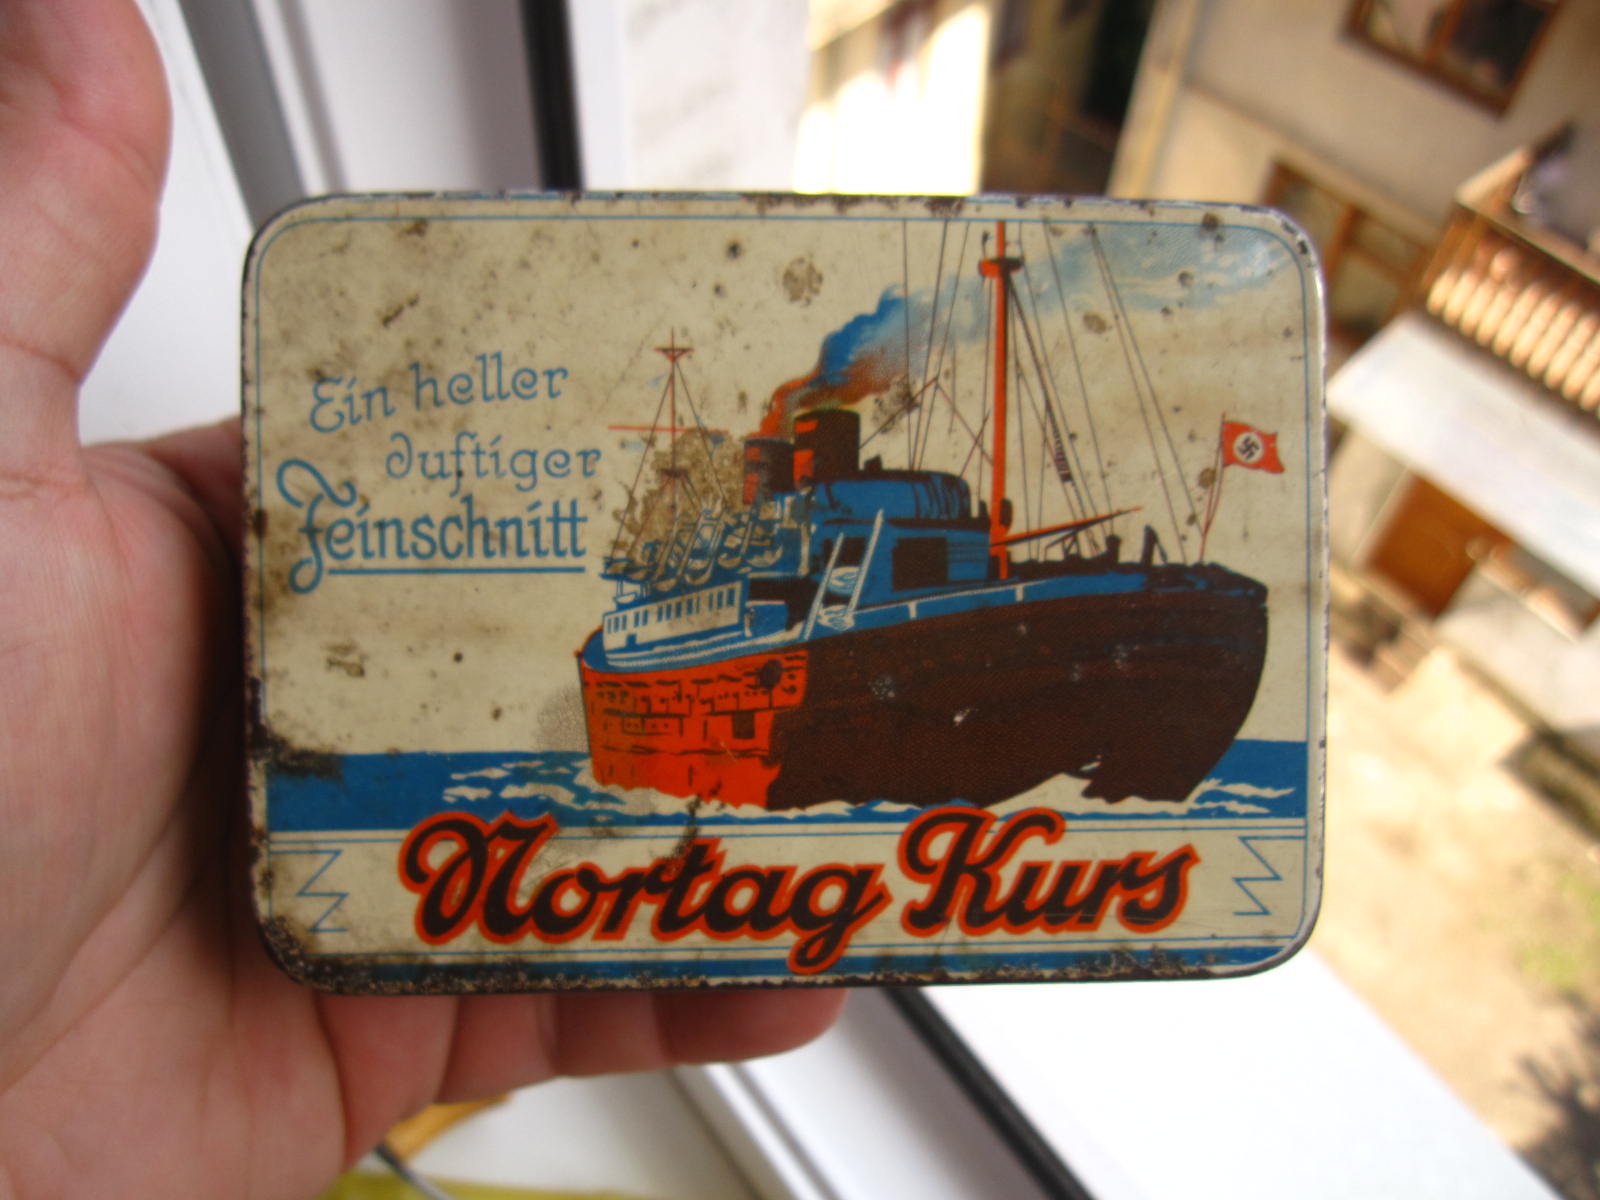 Ein heller
duftiger
Feinschnitt
Nortag Kurs